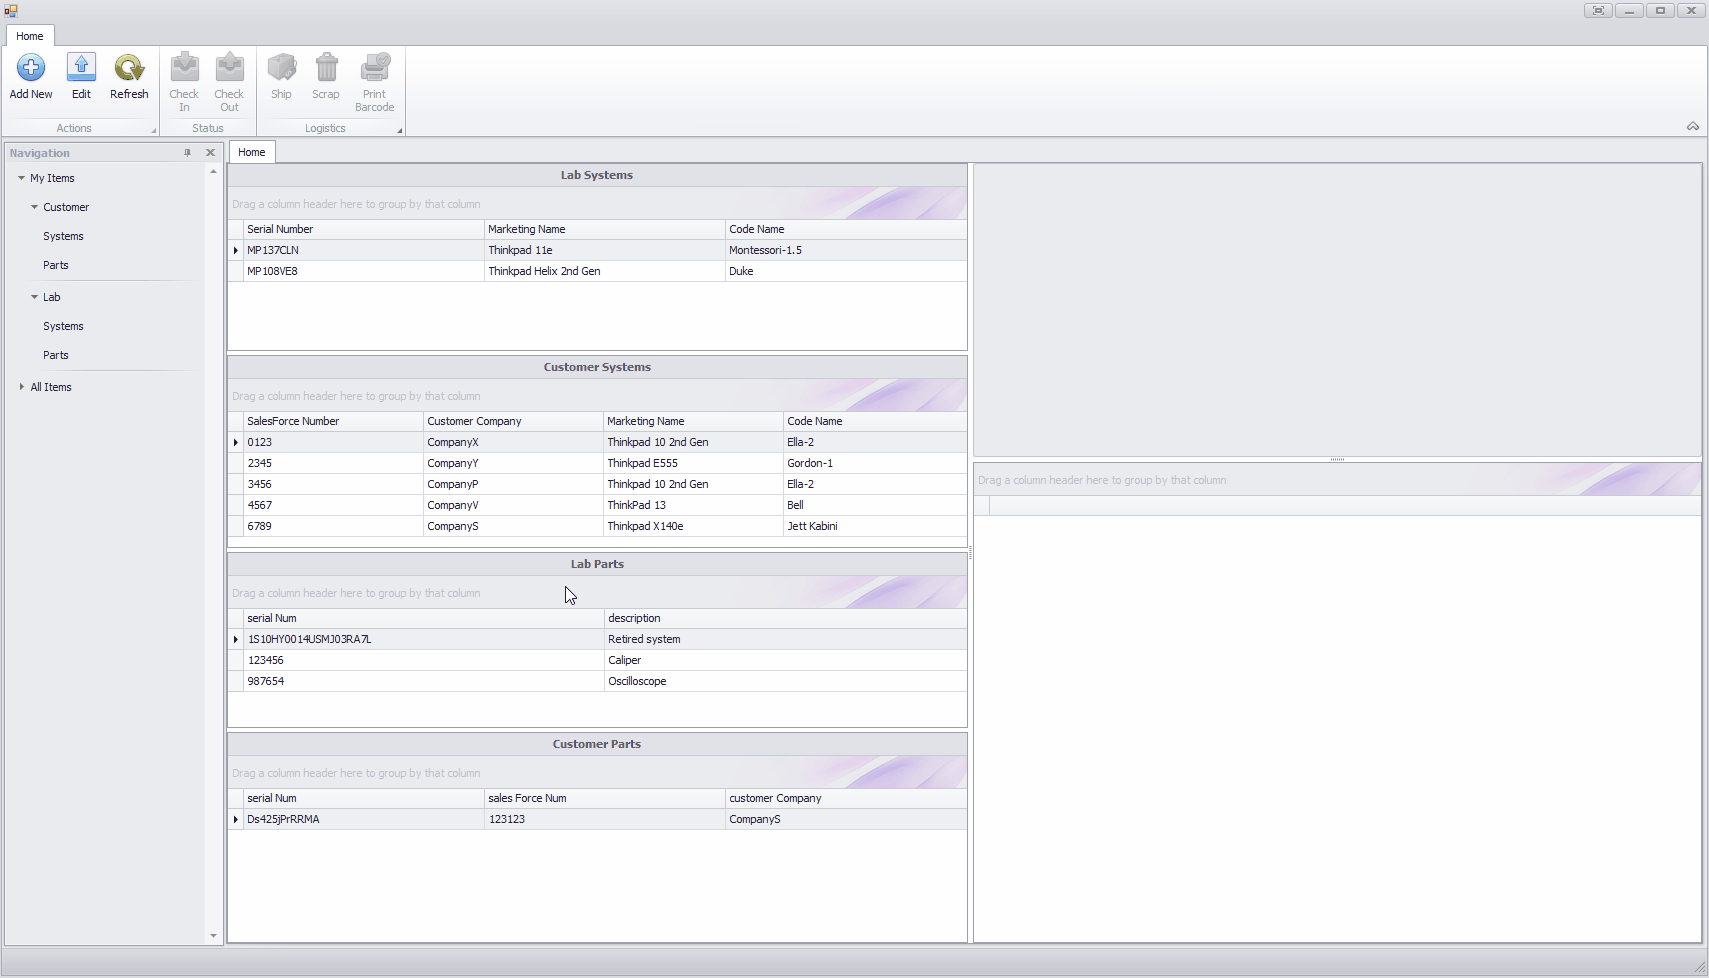 Home
Add New Edit Refresh Check In Check Out Ship Scrap Print Barcode
Actions Status Logistics
Navigation
My Items
Customer
Systems
Parts
Lab
Systems
Parts
All Items
Home
Lab Systems
Drag a column header here to group by that column
Serial Number Marketing Name Code Name
MP137CLN Thinkpad 11e Montessori-1.5
MP108VE8 Thinkpad Helix 2nd Gen Duke
Customer Systems
Drag a column header here to group by that column
SalesForce Number Customer Company Marketing Name Code Name
0123 CompanyX Thinkpad 10 2nd Gen Ella-2
2345 CompanyY Thinkpad E555 Gordon-1
3456 CompanyP Thinkpad 10 2nd Gen Ella-2
4567 CompanyV ThinkPad 13 Bell
6789 CompanyS Thinkpad X140e Jett Kabini
Lab Parts
Drag a column header here to group by that column
serial Num description
1S10HY0014USMJ03RA7L Retired system
123456 Caliper
987654 Oscilloscope
Customer Parts
Drag a column header here to group by that column
serial Num sales Force Num customer Company
Ds425jPrRRMA 123123 CompanyS
Drag a column header here to group by that column